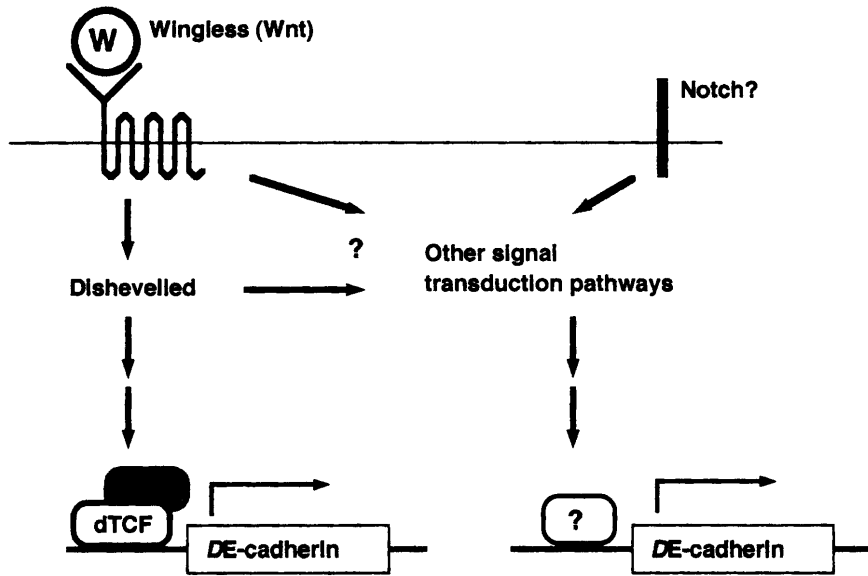 W
Wingless (Wnt)
Notch?
?
Other signal
transduction pathways
Dishevelled
dTCF
DE-cadherin
?
DE-cadherin